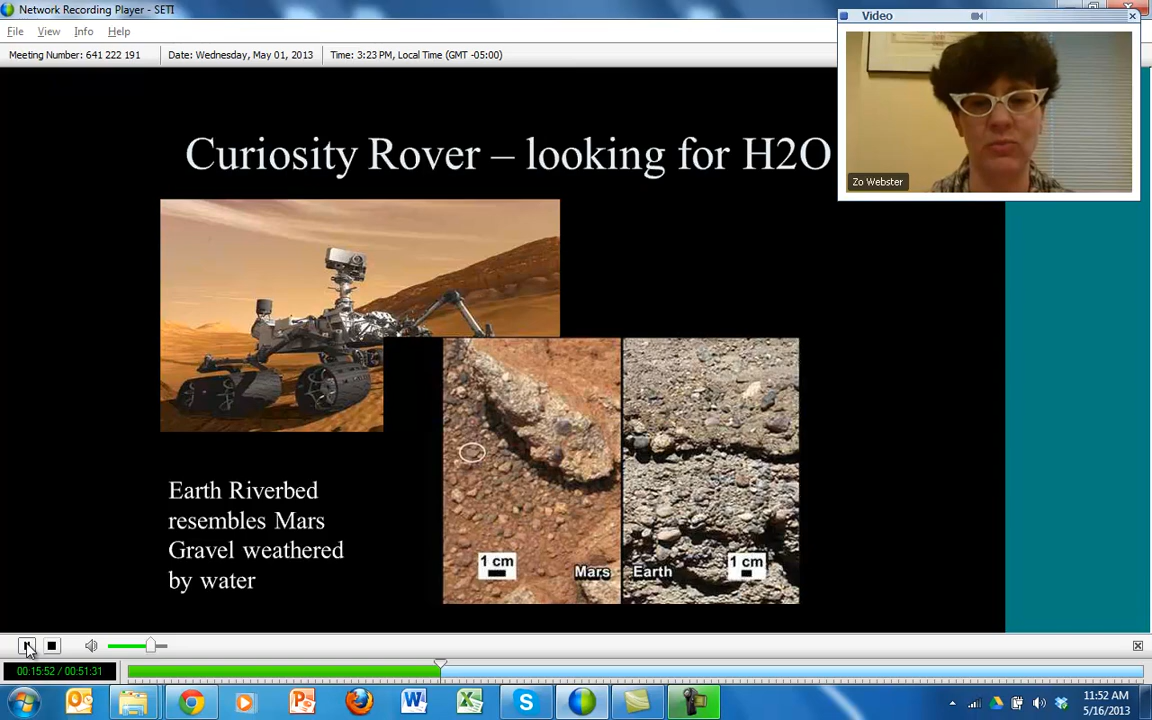 Network Recording Player - SETI
Video
File View Info Help
Meeting Number: 641 222 191 Date: Wednesday, May 01, 2013 Time: 3:23 PM, Local Time (GMT -05:00)
Zo Webster
Curiosity Rover – looking for H2O
Earth Riverbed
resembles Mars
Gravel weathered
by water
1 cm
Mars
Earth
1 cm
00:15:52 / 00:51:31
11:52 AM
5/16/2013